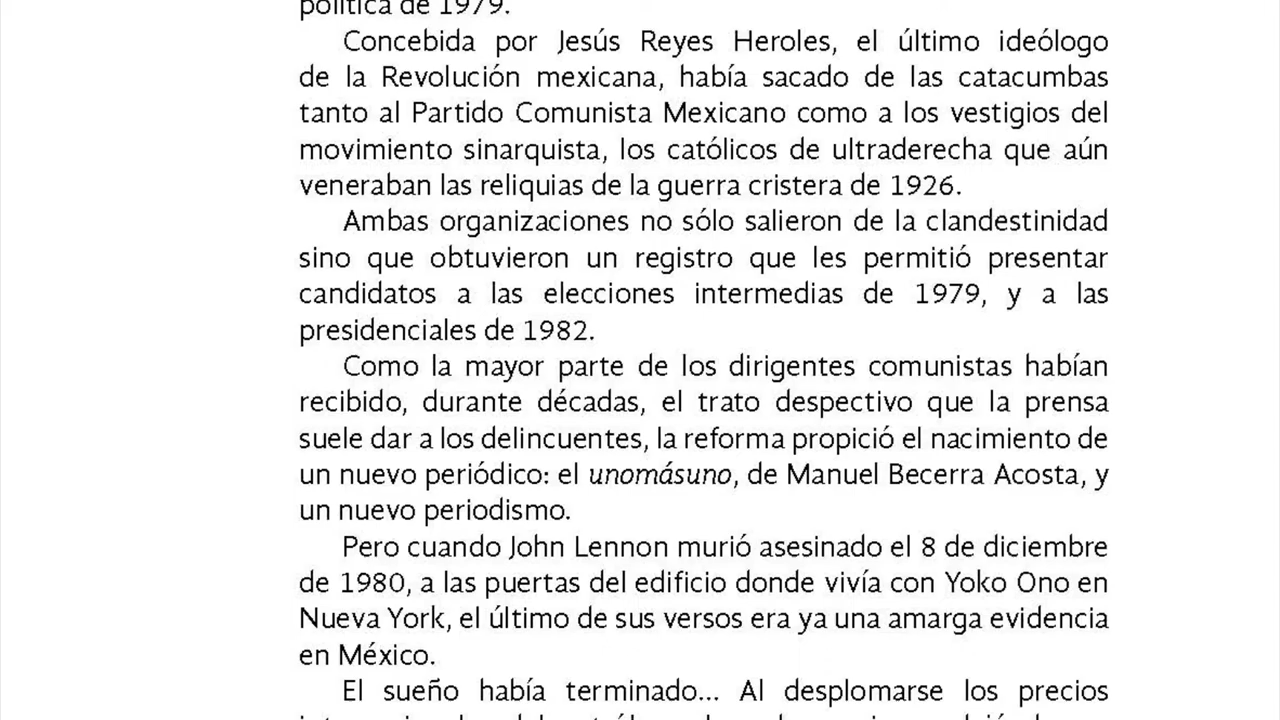 política de 1979.
Concebida por Jesús Reyes Heroles, el último ideólogo
de la Revolución mexicana, había sacado de las catacumbas
tanto al Partido Comunista Mexicano como a los vestigios del
movimiento sinarquista, los católicos de ultraderecha que aún
veneraban las reliquias de la guerra cristera de 1926.
Ambas organizaciones no sólo salieron de la clandestinidad
sino que obtuvieron un registro que les permitió presentar
candidatos a las elecciones intermedias de 1979, y a las
presidenciales de 1982.
Como la mayor parte de los dirigentes comunistas habían
recibido, durante décadas, el trato despectivo que la prensa
suele dar a los delincuentes, la reforma propició el nacimiento de
un nuevo periódico: el unomásuno, de Manuel Becerra Acosta, y
un nuevo periodismo.
Pero cuando John Lennon murió asesinado el 8 de diciembre
de 1980, a las puertas del edificio donde vivía con Yoko Ono en
Nueva York, el último de sus versos era ya una amarga evidencia
en México.
El sueño había terminado... Al desplomarse los precios